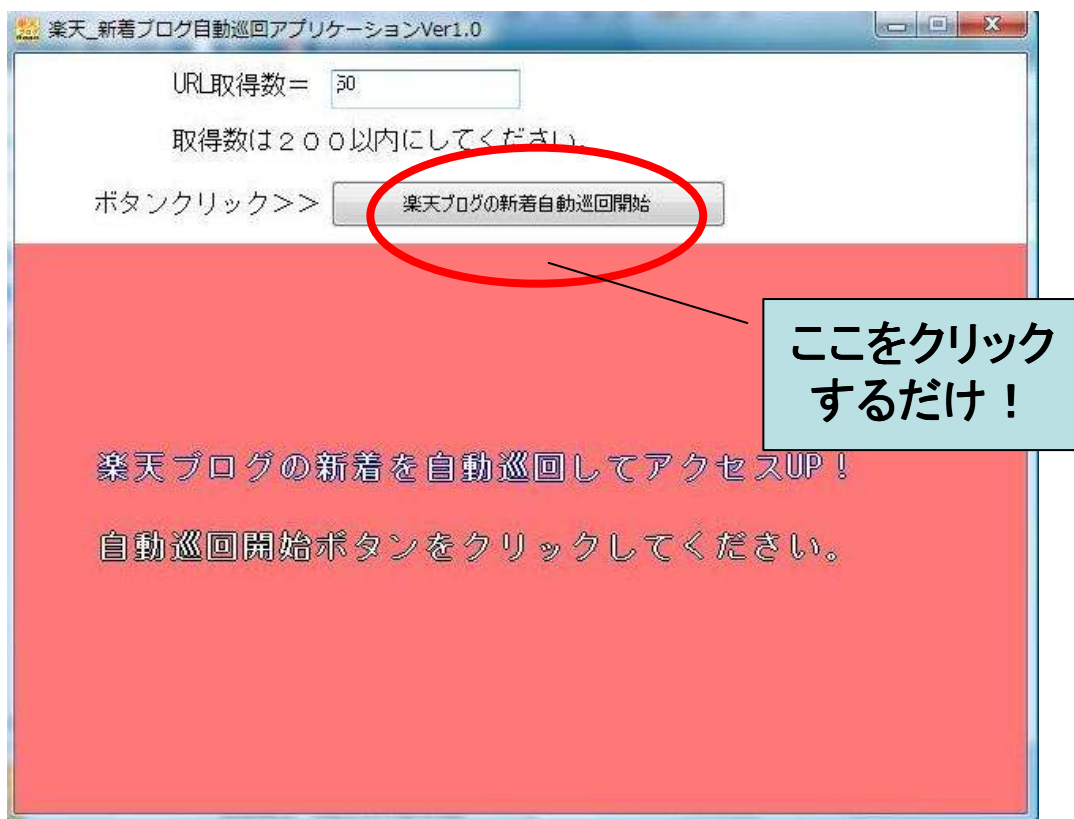 楽天_新着ブログ自動巡回アプリケーションVer1.0
URL取得数＝ 50
取得数は２００以内にしてください。
ボタンクリック>> 楽天ブログの新着自動巡回開始
ここをクリック
するだけ！
楽天ブログの新着を自動巡回してアクセスUP！
自動巡回開始ボタンをクリックしてください。